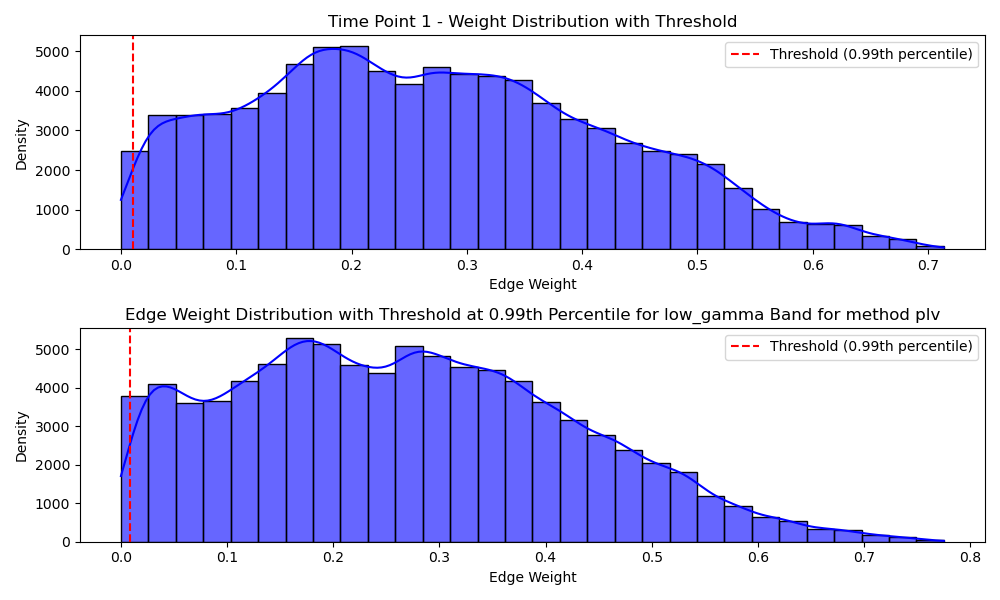 Time Point 1 - Weight Distribution with Threshold
Threshold (0.99th percentile)
5000
4000
3000
2000
1000
0
Density
0.0 0.1 0.2 0.3 0.4 0.5 0.6 0.7
Edge Weight
Edge Weight Distribution with Threshold at 0.99th Percentile for low_gamma Band for method plv
Threshold (0.99th percentile)
5000
4000
3000
2000
1000
0
Density
0.0 0.1 0.2 0.3 0.4 0.5 0.6 0.7 0.8
Edge Weight